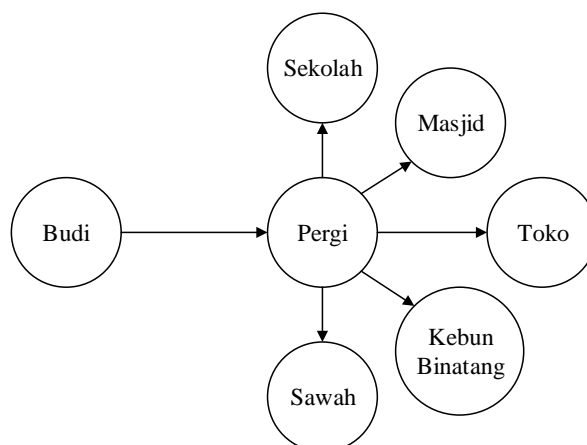 Sekolah
Masjid
Budi
Pergi
Toko
Kebun
Binatang
Sawah